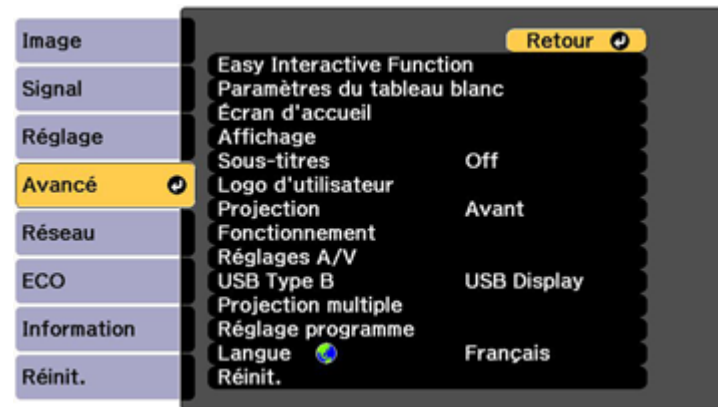 Image
Signal
Réglage
Avancé
Réseau
ECO
Information
Réinit.
Retour
Easy Interactive Function
Paramètres du tableau blanc
Écran d'accueil
Affichage
Sous-titres Off
Logo d'utilisateur
Projection Avant
Fonctionnement
Réglages A/V
USB Type B USB Display
Projection multiple
Réglage programme
Langue Français
Réinit.